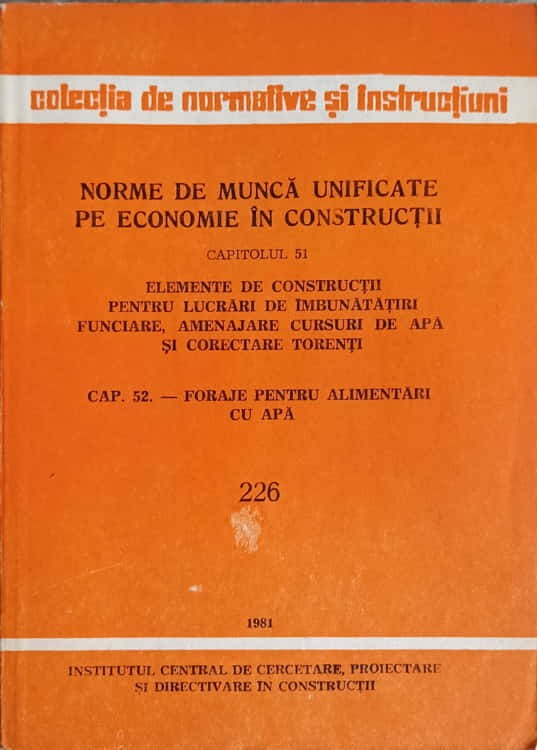 colecția de normative și instrucțiuni
NORME DE MUNCĂ UNIFICATE
PE ECONOMIE ÎN CONSTRUCȚII
CAPITOLUL 51
ELEMENTE DE CONSTRUCȚII
PENTRU LUCRĂRI DE ÎMBUNĂTĂȚIRI
FUNCIARE, AMENAJARE CURSURI DE APĂ
ȘI CORECTARE TORENȚI
CAP. 52. — FORAJE PENTRU ALIMENTĂRI
CU APĂ
226
1981
INSTITUTUL CENTRAL DE CERCETARE, PROIECTARE
ȘI DIRECTIVARE ÎN CONSTRUCȚII